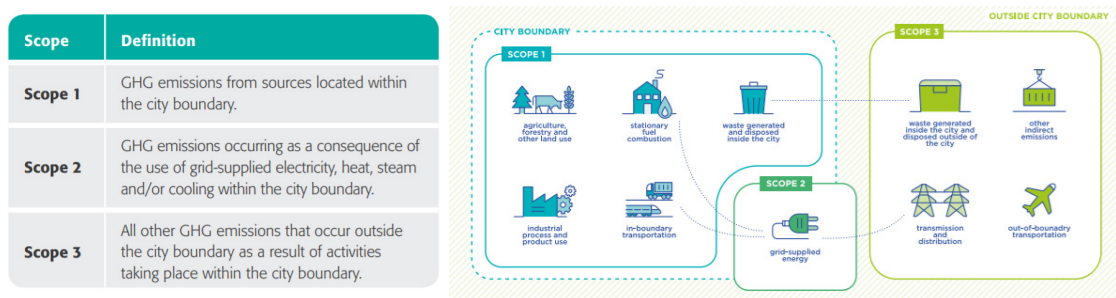 Scope Definition
Scope 1
GHG emissions from sources located within
the city boundary.
Scope 2
GHG emissions occurring as a consequence of
the use of grid-supplied electricity, heat, steam
and/or cooling within the city boundary.
Scope 3
All other GHG emissions that occur outside
the city boundary as a result of activities
taking place within the city boundary.
OUTSIDE CITY BOUNDARY
CITY BOUNDARY
SCOPE 1
agriculture,
forestry and
other land use
stationary
fuel
combustion
waste generated
and disposed
inside the city
industrial
process and
product use
in-boundary
transportation
SCOPE 2
grid-supplied
energy
SCOPE 3
waste generated
inside the city and
disposed outside of
the city
other
indirect
emissions
transmission
and
distribution
out-of-bounadry
transportation